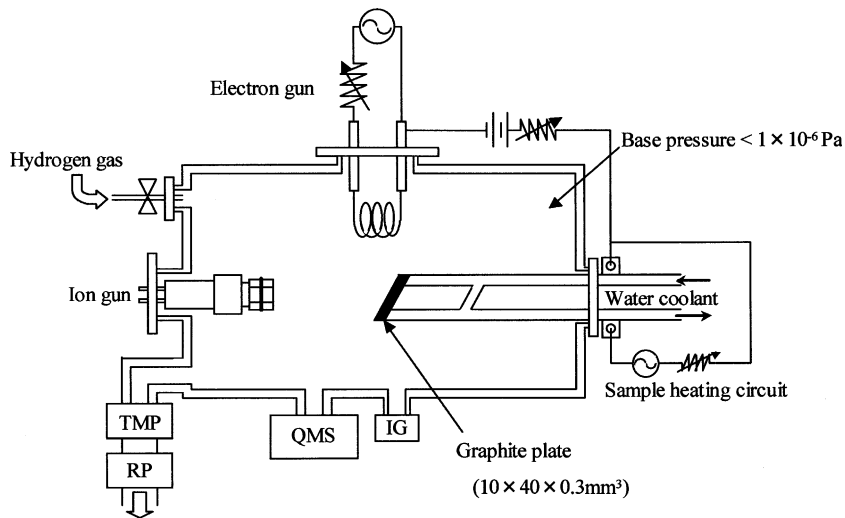 Electron gun
Base pressure < 1 × 10⁻⁶ Pa
Hydrogen gas
Ion gun
Water coolant
Sample heating circuit
TMP
QMS
IG
RP
Graphite plate
(10 × 40 × 0.3mm³)